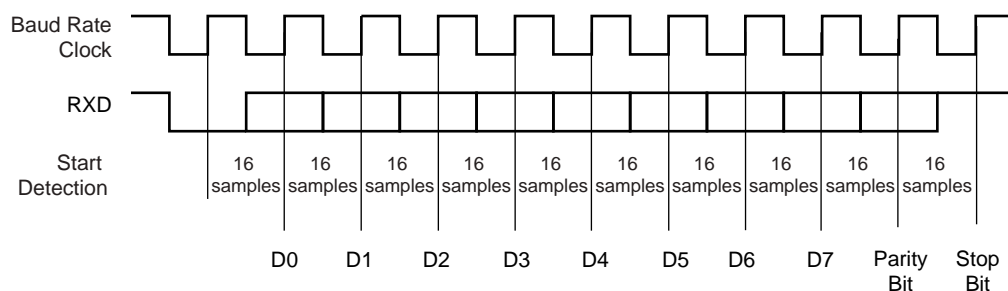 Baud Rate
Clock
RXD
Start
Detection
16 16 16 16 16 16 16 16 16 16
samples samples samples samples samples samples samples samples samples samples
D0 D1 D2 D3 D4 D5 D6 D7 Parity Stop
Bit Bit